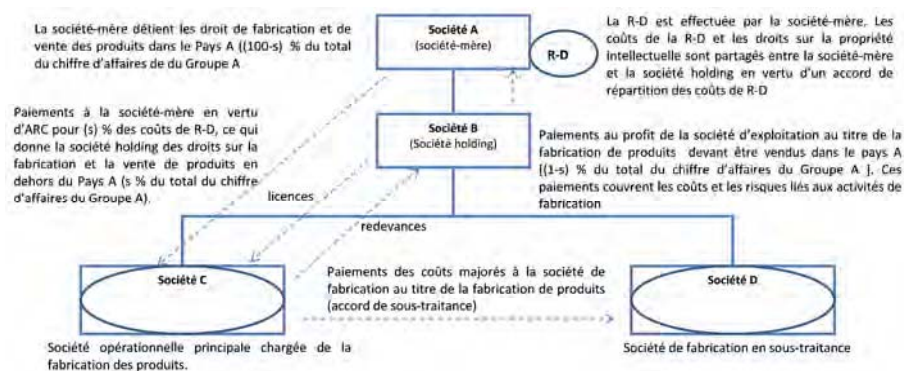 La société-mère détient les droit de fabrication et de
vente des produits dans le Pays A ((100-s) % du total
du chiffre d'affaires de du Groupe A
Société A
(société-mère)
R-D
La R-D est effectuée par la société-mère. Les
coûts de la R-D et les droits sur la propriété
intellectuelle sont partagés entre la société-mère
et la société holding en vertu d'un accord de
répartition des coûts de R-D
Paiements à la société-mère en vertu
d'ARC pour (s) % des coûts de R-D, ce qui
donne la société holding des droits sur la
fabrication et la vente de produits en
dehors du Pays A (s % du total du chiffre
d'affaires du Groupe A).
Société B
(Société holding)
Paiements au profit de la société d'exploitation au titre de la
fabrication de produits devant être vendus dans le pays A
[(1-s) % du total du chiffre d'affaires du Groupe A ]. Ces
paiements couvrent les coûts et les risques liés aux activités de
fabrication
licences
redevances
Société C
Paiements des coûts majorés à la société de
fabrication au titre de la fabrication de produits
(accord de sous-traitance)
Société D
Société opérationnelle principale chargée de la
fabrication des produits.
Société de fabrication en sous-traitance